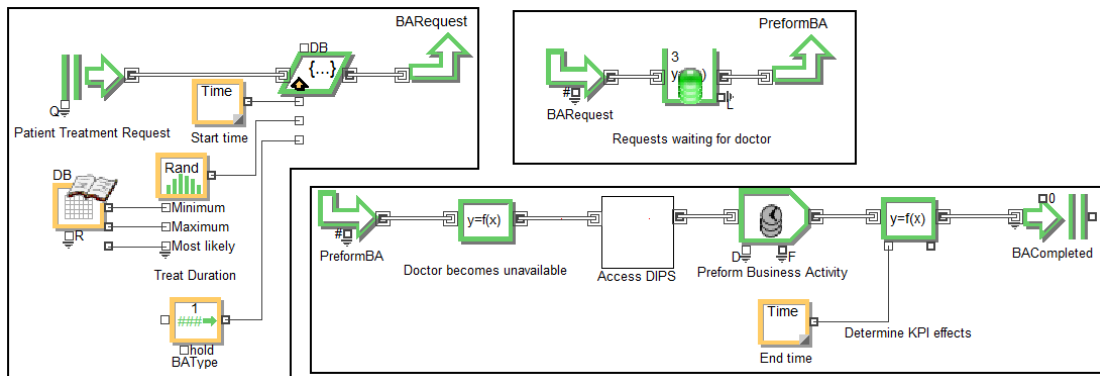 BARequest
DB
{...}
Q
Patient Treatment Request
Time
Start time
Rand
DB
R
Minimum
Maximum
Most likely
Treat Duration
1
###
hold
BAType
PreformBA
3
#
L
BARequest
Requests waiting for doctor
#
PreformBA
y=f(x)
Doctor becomes unavailable
Access DIPS
D
F
Preform Business Activity
y=f(x)
0
BACompleted
Time
Determine KPI effects
End time